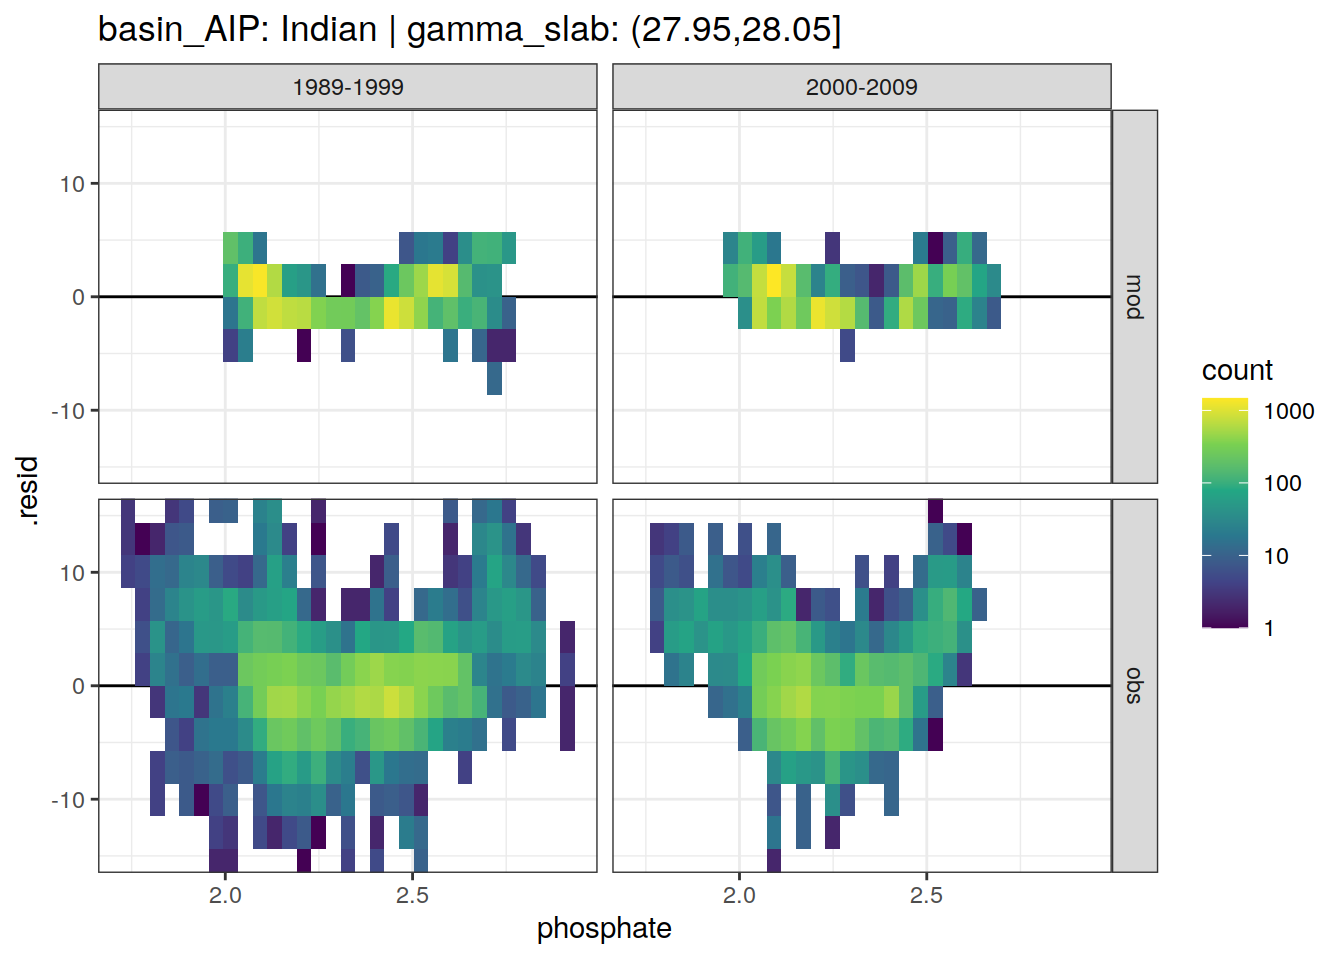 basin_AIP: Indian | gamma_slab: (27.95,28.05]
1989-1999
2000-2009
10
0
-10
mod
10
0
-10
obs
.resid
2.0
2.5
2.0
2.5
phosphate
count
1000
100
10
1